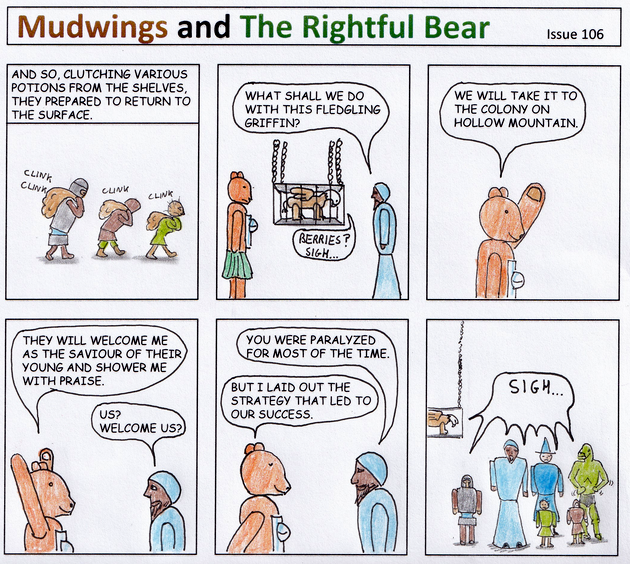 Mudwings and The Rightful Bear
Issue 106
AND SO, CLUTCHING VARIOUS
POTIONS FROM THE SHELVES,
THEY PREPARED TO RETURN TO
THE SURFACE.
CLINK
CLINK
CLINK
CLINK
WHAT SHALL WE DO
WITH THIS FLEDGLING
GRIFFIN?
BERRIES?
SIGH...
WE WILL TAKE IT TO
THE COLONY ON
HOLLOW MOUNTAIN.
THEY WILL WELCOME ME
AS THE SAVIOUR OF THEIR
YOUNG AND SHOWER ME
WITH PRAISE.
US?
WELCOME US?
YOU WERE PARALYZED
FOR MOST OF THE TIME.
BUT I LAID OUT THE
STRATEGY THAT LED TO
OUR SUCCESS.
SIGH...